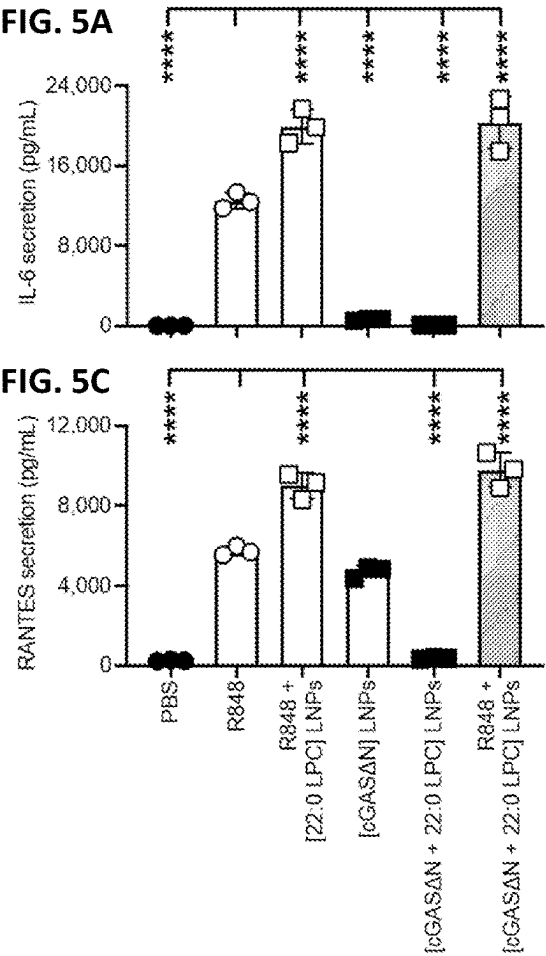 FIG. 5A
**** **** **** **** ****
IL-6 secretion (pg/mL)
24,000
16,000
8,000
0
FIG. 5C
**** **** **** ****
RANTES secretion (pg/mL)
12,000
8,000
4,000
0
PBS
R848
R848 +
[22:0 LPC] LNPs
[cGASΔN] LNPs
[cGASΔN + 22:0 LPC] LNPs
R848 +
[cGASΔN + 22:0 LPC] LNPs